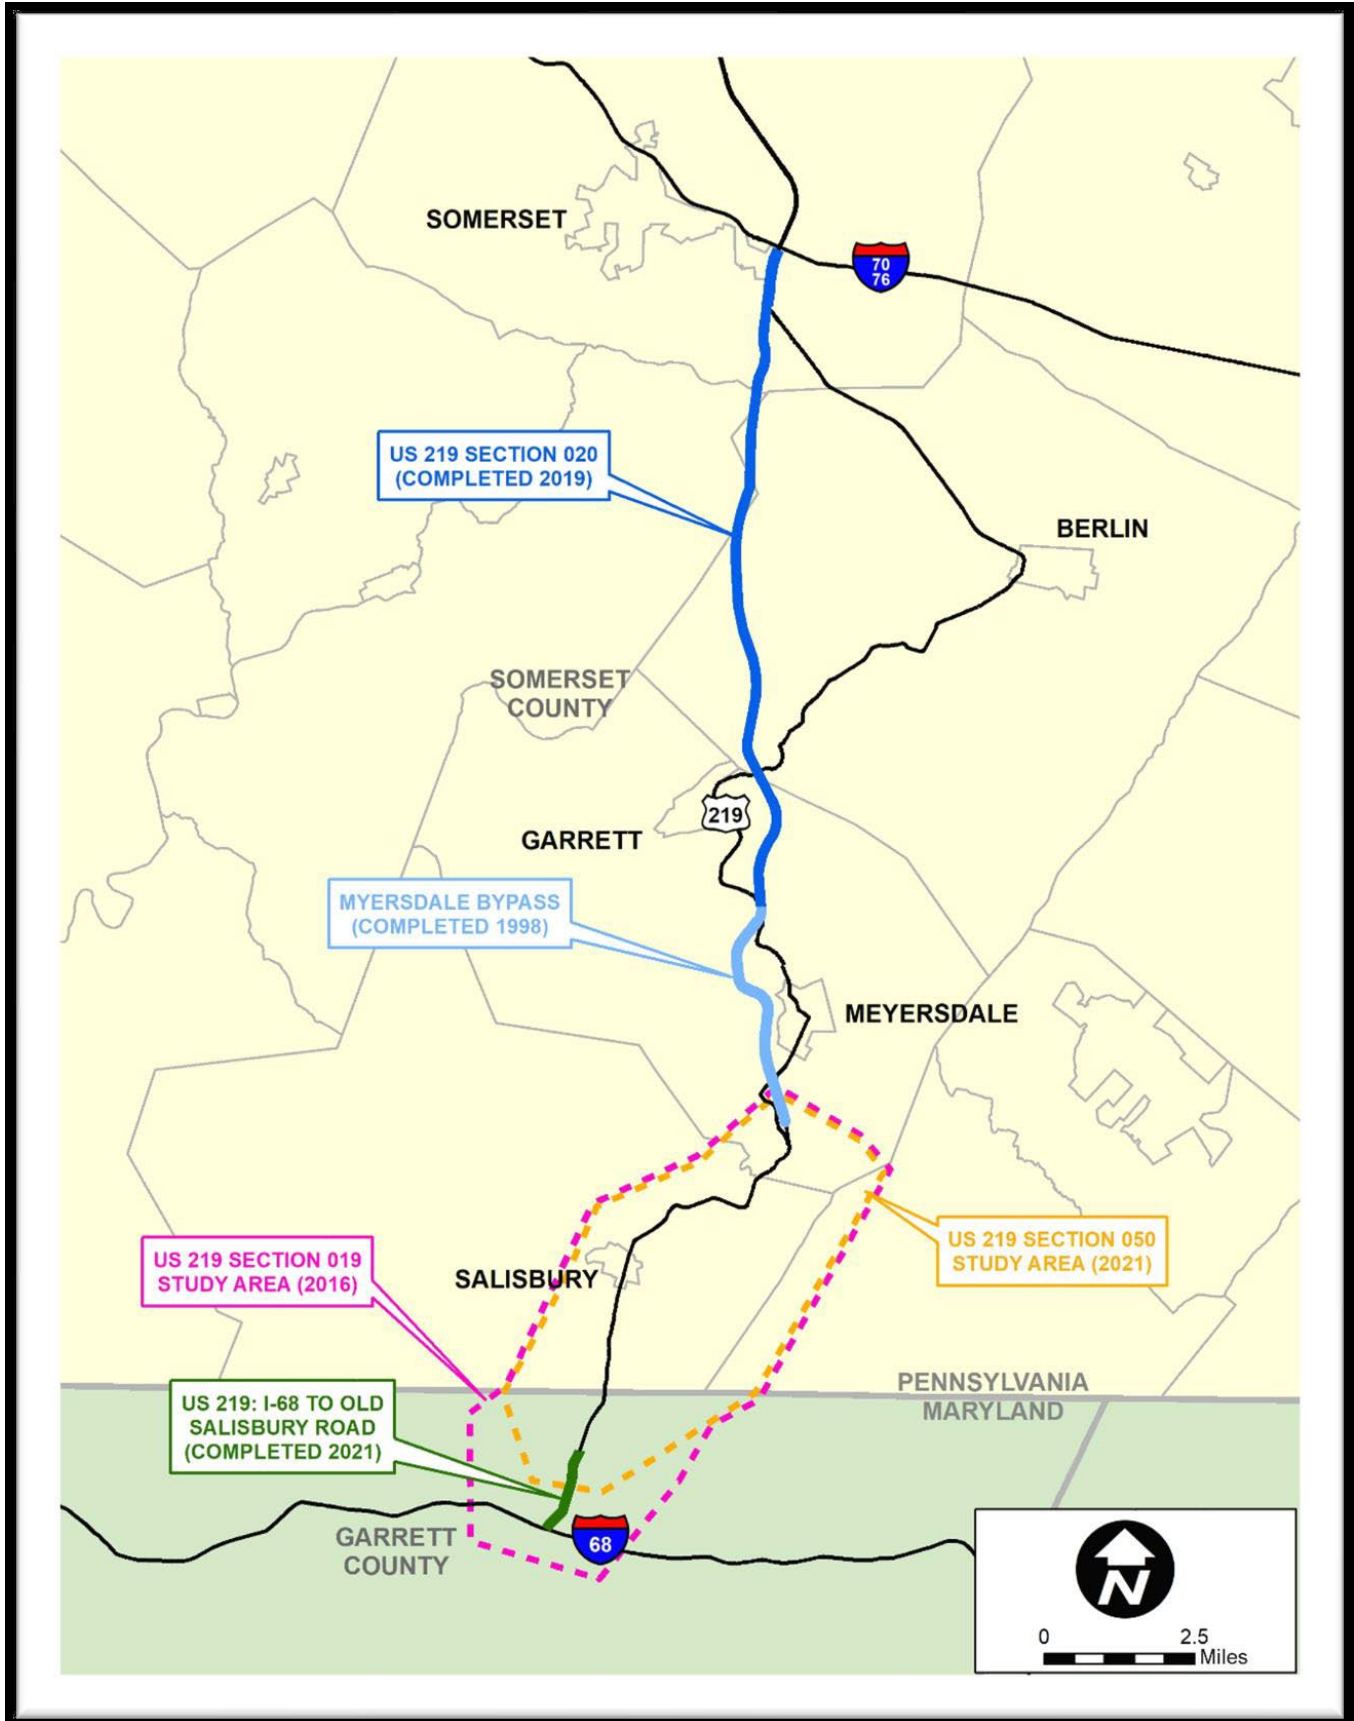 SOMERSET
70
76
US 219 SECTION 020
(COMPLETED 2019)
BERLIN
SOMERSET
COUNTY
219
GARRETT
MYERSDALE BYPASS
(COMPLETED 1998)
MEYERSDALE
US 219 SECTION 050
STUDY AREA (2021)
US 219 SECTION 019
STUDY AREA (2016)
SALISBURY
PENNSYLVANIA
MARYLAND
US 219: I-68 TO OLD
SALISBURY ROAD
(COMPLETED 2021)
GARRETT
COUNTY
68
N
0 2.5
Miles